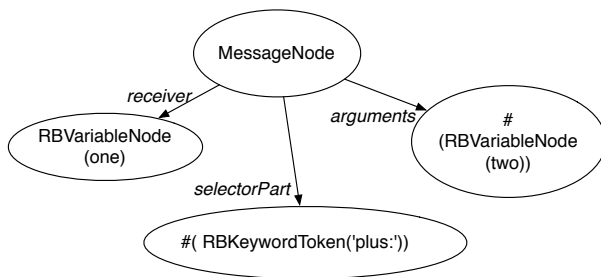 MessageNode
receiver
arguments
RBVariableNode
(one)
#
(RBVariableNode
(two))
selectorPart
#( RBKeywordToken('plus:'))